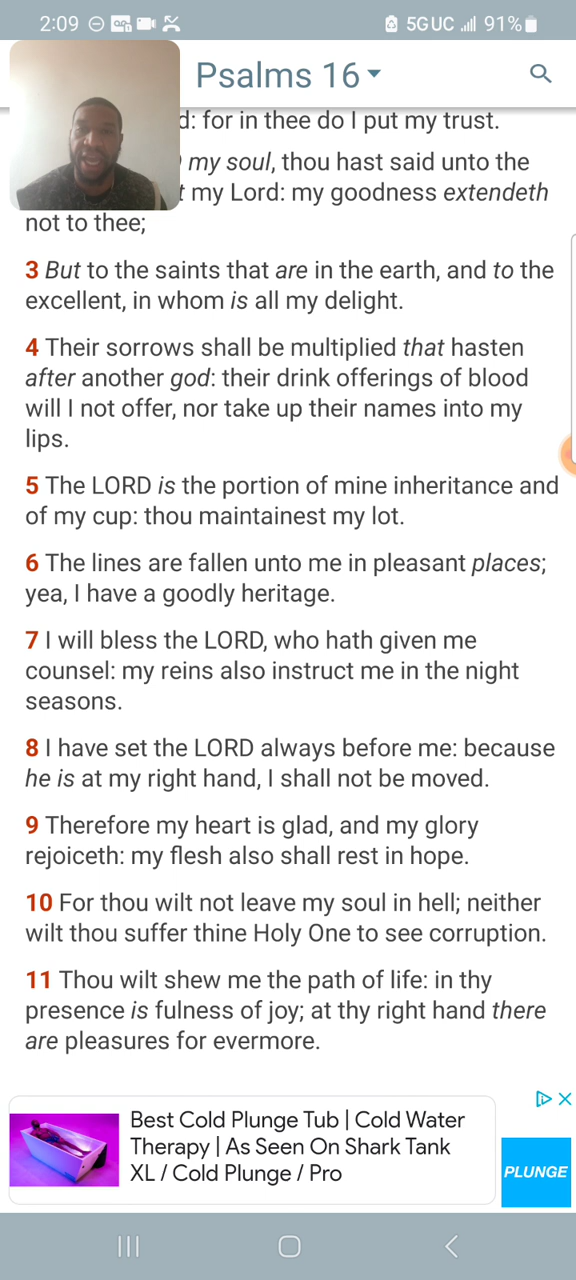 2:09
5G UC 91%
Psalms 16
d: for in thee do I put my trust.
my soul, thou hast said unto the
my Lord: my goodness extendeth
not to thee;
3 But to the saints that are in the earth, and to the
excellent, in whom is all my delight.
4 Their sorrows shall be multiplied that hasten
after another god: their drink offerings of blood
will I not offer, nor take up their names into my
lips.
5 The LORD is the portion of mine inheritance and
of my cup: thou maintainest my lot.
6 The lines are fallen unto me in pleasant places;
yea, I have a goodly heritage.
7 I will bless the LORD, who hath given me
counsel: my reins also instruct me in the night
seasons.
8 I have set the LORD always before me: because
he is at my right hand, I shall not be moved.
9 Therefore my heart is glad, and my glory
rejoiceth: my flesh also shall rest in hope.
10 For thou wilt not leave my soul in hell; neither
wilt thou suffer thine Holy One to see corruption.
11 Thou wilt shew me the path of life: in thy
presence is fulness of joy; at thy right hand there
are pleasures for evermore.
Best Cold Plunge Tub | Cold Water
Therapy | As Seen On Shark Tank
XL / Cold Plunge / Pro
PLUNGE